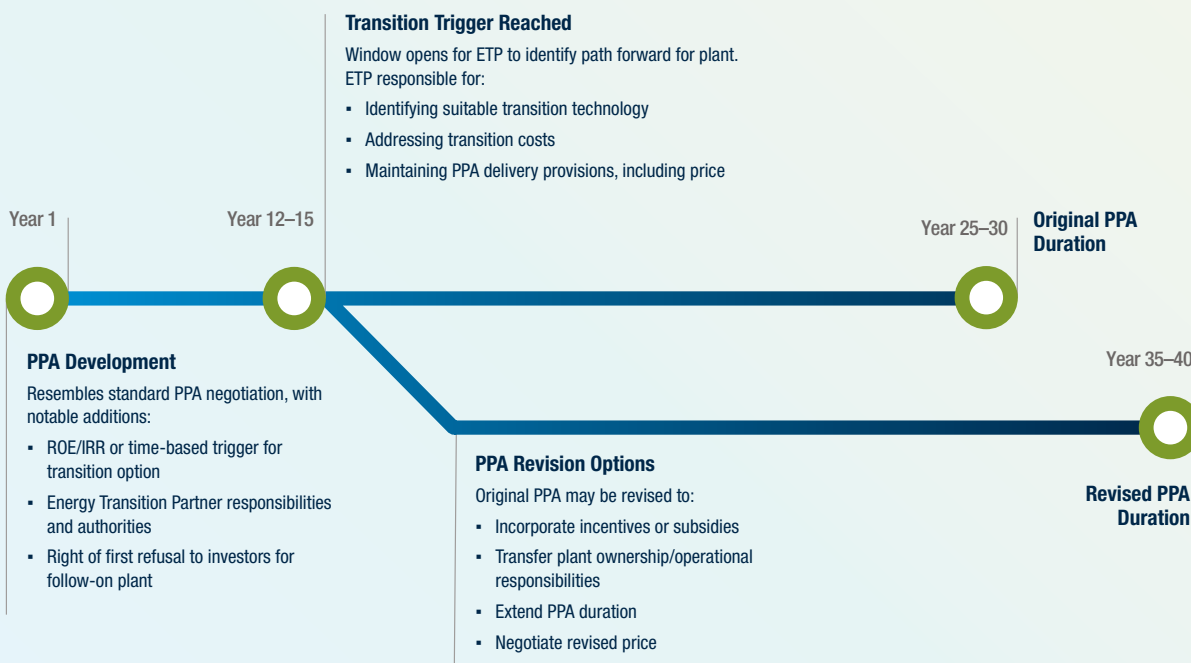 Transition Trigger Reached
Window opens for ETP to identify path forward for plant.
ETP responsible for:
▪ Identifying suitable transition technology
▪ Addressing transition costs
▪ Maintaining PPA delivery provisions, including price
Year 1
Year 12–15
Year 25–30
Original PPA
Duration
PPA Development
Resembles standard PPA negotiation, with
notable additions:
▪ ROE/IRR or time-based trigger for
transition option
▪ Energy Transition Partner responsibilities
and authorities
▪ Right of first refusal to investors for
follow-on plant
Year 35–40
PPA Revision Options
Original PPA may be revised to:
▪ Incorporate incentives or subsidies
▪ Transfer plant ownership/operational
responsibilities
▪ Extend PPA duration
▪ Negotiate revised price
Revised PPA
Duration